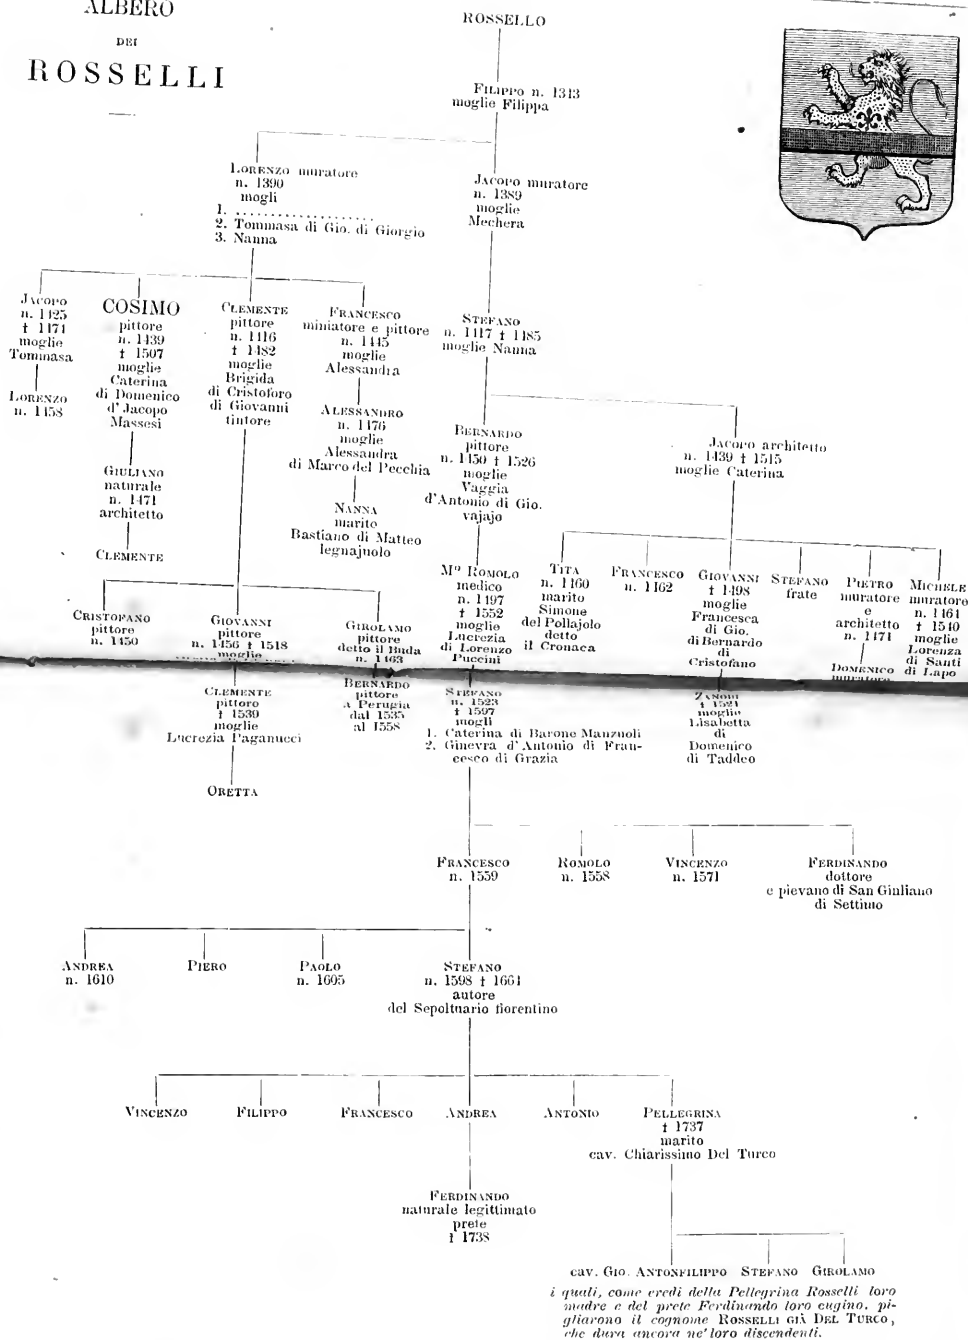 ALBERO
DEI
ROSSELLI
ROSSELLO
FILIPPO n. 1313
moglie Filippa
LORENZO muratore
n. 1390
mogli
1. ...................
2. Tommasa di Gio. di Giorgio
3. Nanna
JACOPO muratore
n. 1389
moglie
Mechera
JACOPO
n. 1425
† 1471
moglie
Tommasa
LORENZO
n. 1458
COSIMO
pittore
n. 1439
† 1507
moglie
Caterina
di Domenico
d'Jacopo
Massesi
GIULIANO
naturale
n. 1471
architetto
CLEMENTE
CLEMENTE
pittore
n. 1416
† 1482
moglie
Brigida
di Cristoforo
di Giovanni
tintore
FRANCESCO
miniatore e pittore
n. 1445
moglie
Alessandra
ALESSANDRO
n. 1476
moglie
Alessandra
di Marco del Pecchia
NANNA
marito
Bastiano di Matteo
legnajuolo
STEFANO
n. 1417 † 1485
moglie Nanna
BERNARDO
pittore
n. 1450 † 1526
moglie
Vaggia
d'Antonio di Gio.
vajajo
JACOPO architetto
n. 1439 † 1515
moglie Caterina
CRISTOFANO
pittore
n. 1450
GIOVANNI
pittore
n. 1456 † 1518
moglie
GIROLAMO
pittore
detto il Buda
n. 1463
Mº ROMOLO
medico
n. 1497
† 1552
moglie
Lucrezia
di Lorenzo
Puccini
TITA
n. 1460
marito
Simone
del Pollajolo
detto
il Cronaca
FRANCESCO
n. 1462
GIOVANNI
† 1498
moglie
Francesca
di Gio.
di Bernardo
di
Cristofano
STEFANO
frate
PIETRO
muratore
e
architetto
n. 1471
DOMENICO
muratore
MICHELE
muratore
n. 1464
† 1540
moglie
Lorenza
di Santi
di Lapo
CLEMENTE
pittore
† 1539
moglie
Lucrezia Paganucci
ORETTA
BERNARDO
pittore
a Perugia
dal 1535
al 1558
STEFANO
n. 1523
† 1597
mogli
1. Caterina di Barone Manzuoli
2. Ginevra d'Antonio di Fran-
cesco di Grazia
ZANOBI
† 1521
moglie
Lisabetta
di
Domenico
di Taddeo
FRANCESCO
n. 1559
ROMOLO
n. 1558
VINCENZO
n. 1571
FERDINANDO
dottore
e pievano di San Giuliano
di Settimo
ANDREA
n. 1610
PIERO
PAOLO
n. 1605
STEFANO
n. 1598 † 1664
autore
del Sepoltuario fiorentino
VINCENZO
FILIPPO
FRANCESCO
ANDREA
ANTONIO
PELLEGRINA
† 1737
marito
cav. Chiarissimo Del Turco
FERDINANDO
naturale legittimato
prete
† 1738
cav. GIO. ANTONFILIPPO STEFANO GIROLAMO
i quali, come eredi della Pellegrina Rosselli loro
madre e del prete Ferdinando loro cugino, pi-
gliarono il cognome ROSSELLI GIÀ DEL TURCO,
che dura ancora ne' loro discendenti.